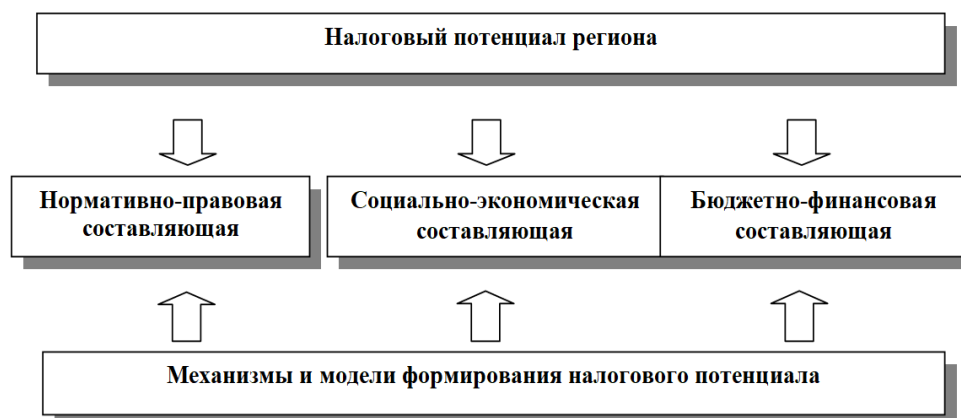 Налоговый потенциал региона
Нормативно-правовая
составляющая
Социально-экономическая
составляющая
Бюджетно-финансовая
составляющая
Механизмы и модели формирования налогового потенциала